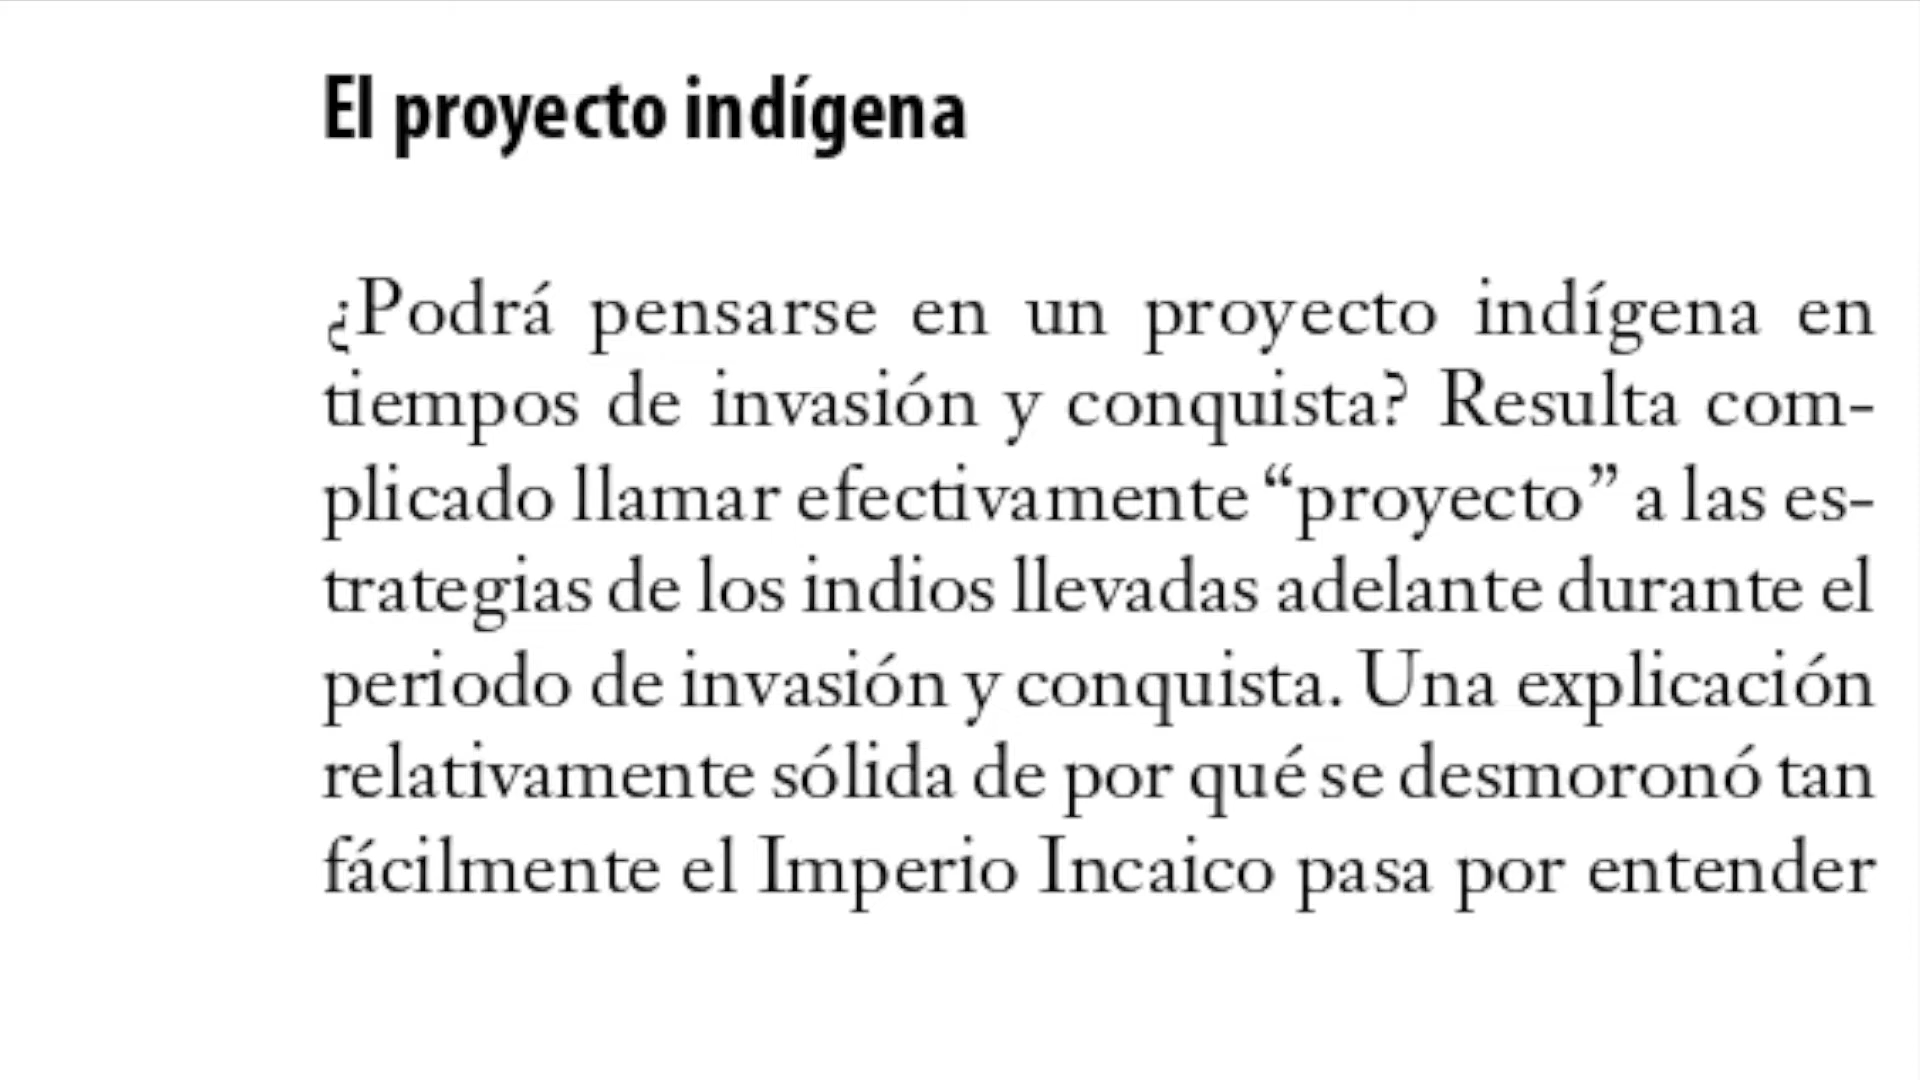 El proyecto indígena
¿Podrá pensarse en un proyecto indígena en
tiempos de invasión y conquista? Resulta com-
plicado llamar efectivamente “proyecto” a las es-
trategias de los indios llevadas adelante durante el
periodo de invasión y conquista. Una explicación
relativamente sólida de por qué se desmoronó tan
fácilmente el Imperio Incaico pasa por entender